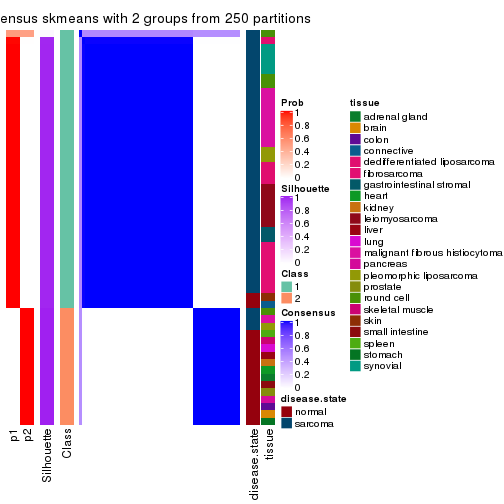 ensus skmeans with 2 groups from 250 partitions
Prob
1
0.8
0.6
0.4
0.2
0
Silhouette
1
0.8
0.6
0.4
0.2
0
Class
1
2
Consensus
1
0.8
0.6
0.4
0.2
0
disease.state
normal
sarcoma
tissue
adrenal gland
brain
colon
connective
dedifferentiated liposarcoma
fibrosarcoma
gastrointestinal stromal
heart
kidney
leiomyosarcoma
liver
lung
malignant fibrous histiocytoma
pancreas
pleomorphic liposarcoma
prostate
round cell
skeletal muscle
skin
small intestine
spleen
stomach
synovial
p1
p2
Silhouette
Class
disease.state
tissue